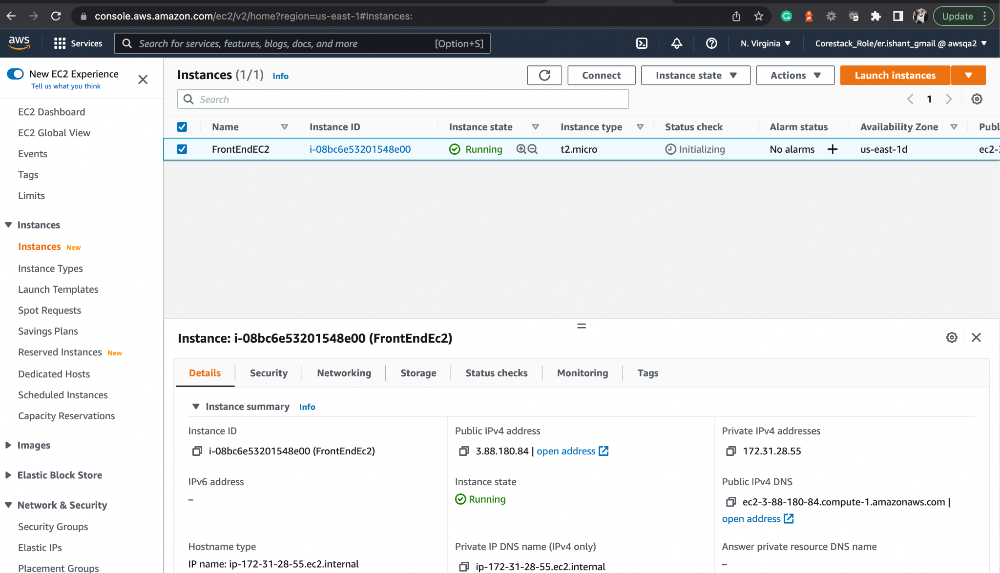 console.aws.amazon.com/ec2/v2/home?region=us-east-1#Instances:
Update
aws
Services
Search for services, features, blogs, docs, and more
[Option+S]
N. Virginia
Corestack_Role/er.ishant_gmail @ awsqa2
New EC2 Experience
Tell us what you think
EC2 Dashboard
EC2 Global View
Events
Tags
Limits
Instances
Instances New
Instance Types
Launch Templates
Spot Requests
Savings Plans
Reserved Instances New
Dedicated Hosts
Scheduled Instances
Capacity Reservations
Images
Elastic Block Store
Network & Security
Security Groups
Elastic IPs
Placement Groups
Instances (1/1) Info
Connect
Instance state
Actions
Launch instances
Search
1
Name
Instance ID
Instance state
Instance type
Status check
Alarm status
Availability Zone
Publ
FrontEndEC2
i-08bc6e53201548e00
Running
t2.micro
Initializing
No alarms +
us-east-1d
ec2-3
Instance: i-08bc6e53201548e00 (FrontEndEc2)
Details
Security
Networking
Storage
Status checks
Monitoring
Tags
Instance summary Info
Instance ID
i-08bc6e53201548e00 (FrontEndEc2)
Public IPv4 address
3.88.180.84 | open address
Private IPv4 addresses
172.31.28.55
IPv6 address
–
Instance state
Running
Public IPv4 DNS
ec2-3-88-180-84.compute-1.amazonaws.com |
open address
Hostname type
IP name: ip-172-31-28-55.ec2.internal
Private IP DNS name (IPv4 only)
ip-172-31-28-55.ec2.internal
Answer private resource DNS name
–